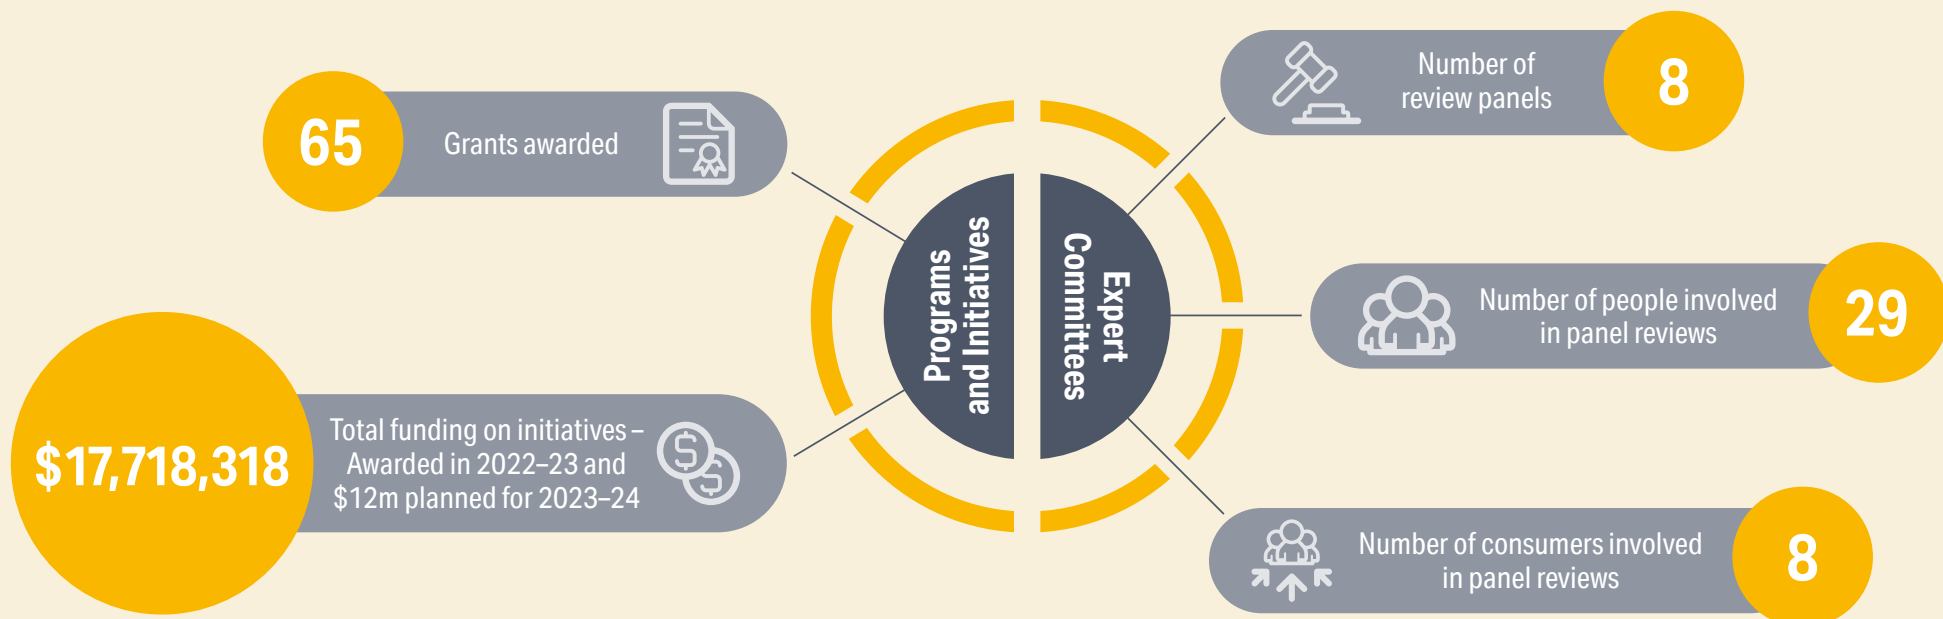 65
Grants awarded
$17,718,318
Total funding on initiatives –
Awarded in 2022–23 and
$12m planned for 2023–24
Programs
and Initiatives
Expert
Committees
Number of
review panels
8
Number of people involved
in panel reviews
29
Number of consumers involved
in panel reviews
8